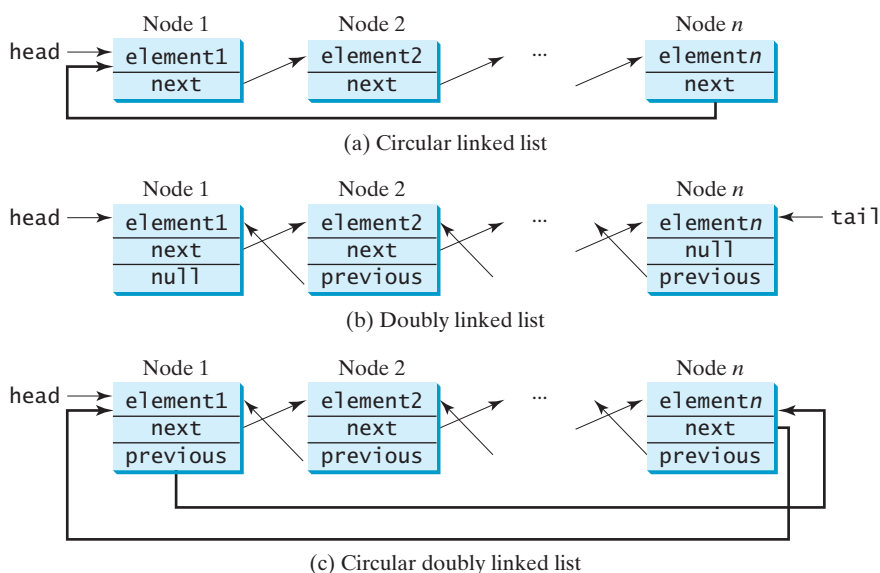 Node 1 Node 2 Node n
head element1 element2 ... elementn
next next next
(a) Circular linked list
Node 1 Node 2 Node n
head element1 element2 ... elementn tail
next next null
null previous previous
(b) Doubly linked list
Node 1 Node 2 Node n
head element1 element2 ... elementn
next next next
previous previous previous
(c) Circular doubly linked list